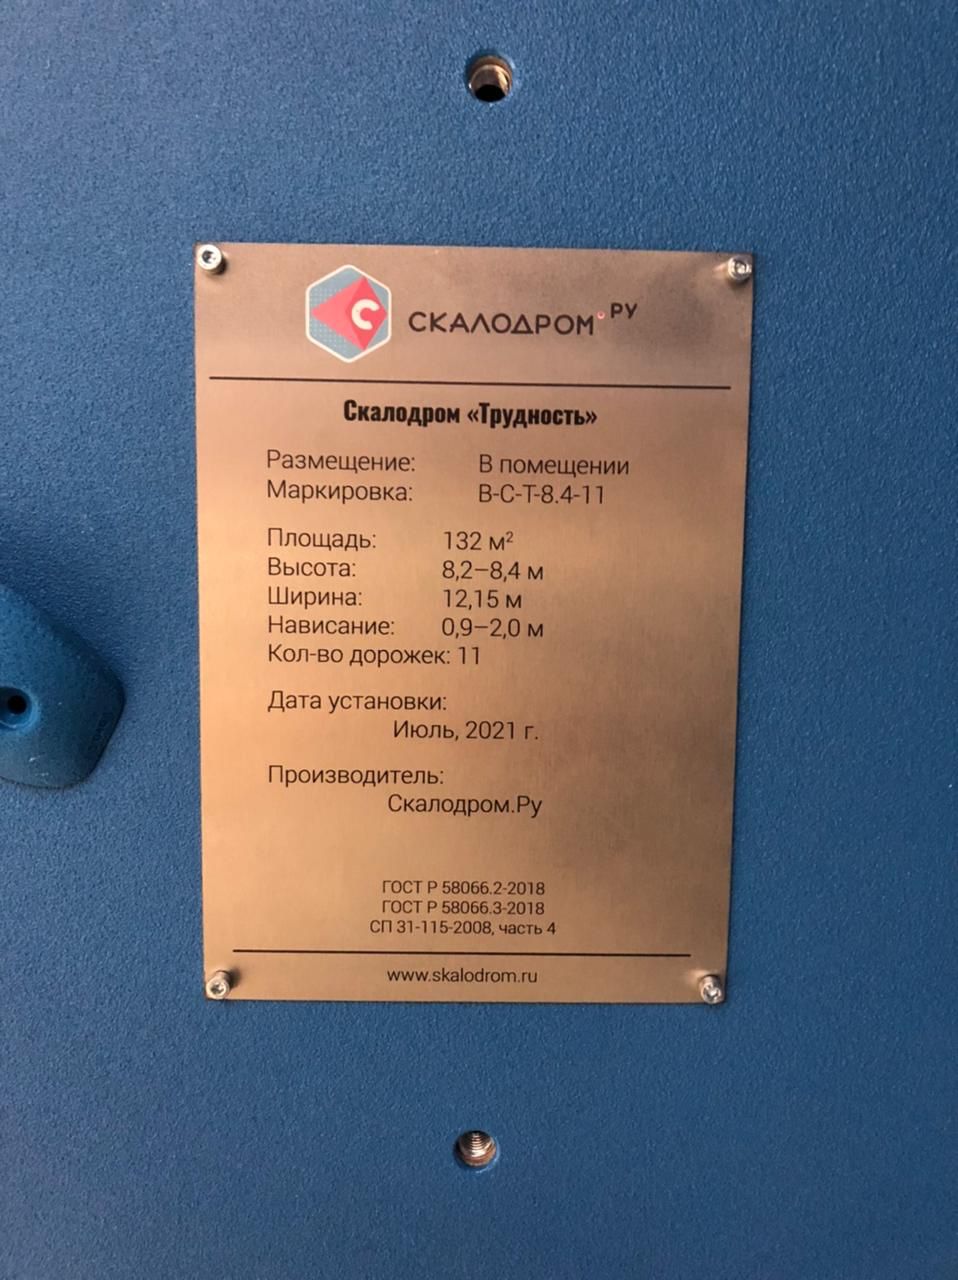 С
СКАЛОДРОМ.РУ
Скалодром «Трудность»
Размещение: В помещении
Маркировка: В-С-Т-8.4-11
Площадь: 132 м²
Высота: 8,2–8,4 м
Ширина: 12,15 м
Нависание: 0,9–2,0 м
Кол-во дорожек: 11
Дата установки:
Июль, 2021 г.
Производитель:
Скалодром.Ру
ГОСТ Р 58066.2-2018
ГОСТ Р 58066.3-2018
СП 31-115-2008, часть 4
www.skalodrom.ru